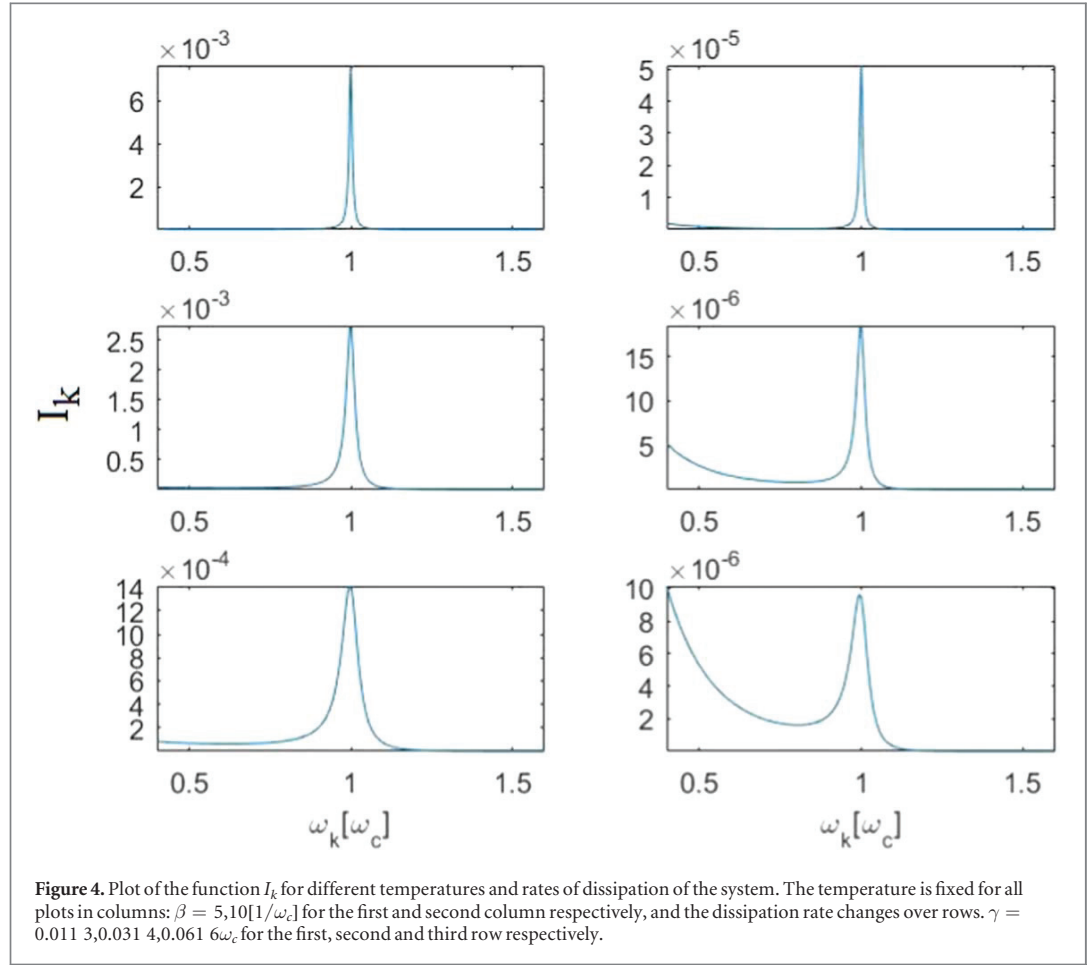 × 10-3
6
4
2
0.5 1 1.5
× 10-5
5
4
3
2
1
0.5 1 1.5
× 10-3
2.5
2
1.5
1
0.5
0.5 1 1.5
× 10-6
15
10
5
0.5 1 1.5
Ik
× 10-4
14
12
10
8
6
4
2
0.5 1 1.5
ωk[ωc]
× 10-6
10
8
6
4
2
0.5 1 1.5
ωk[ωc]
Figure 4. Plot of the function Ik for different temperatures and rates of dissipation of the system. The temperature is fixed for all
plots in columns: β = 5,10[1/ωc] for the first and second column respectively, and the dissipation rate changes over rows. γ =
0.011 3,0.031 4,0.061 6ωc for the first, second and third row respectively.